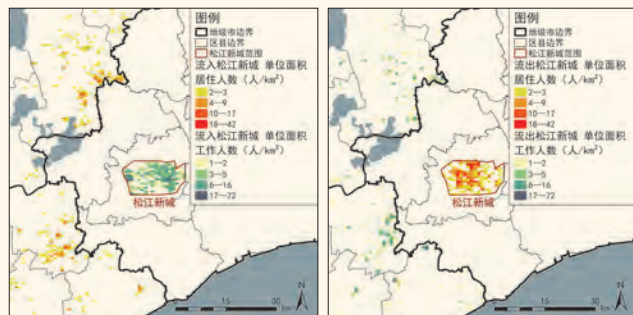 图例
地级市边界
区县边界
松江新城范围
流入松江新城 单位面积
居住人数（人/km²）
2—3
4—9
10—17
18—42
流入松江新城 单位面积
工作人数（人/km²）
1—2
3—5
6—16
17—72
松江新城
N
15
30
km
图例
地级市边界
区县边界
松江新城范围
流出松江新城 单位面积
居住人数（人/km²）
2—3
4—9
10—17
18—42
流出松江新城 单位面积
工作人数（人/km²）
1—2
3—5
6—16
17—72
松江新城
N
15
30
km